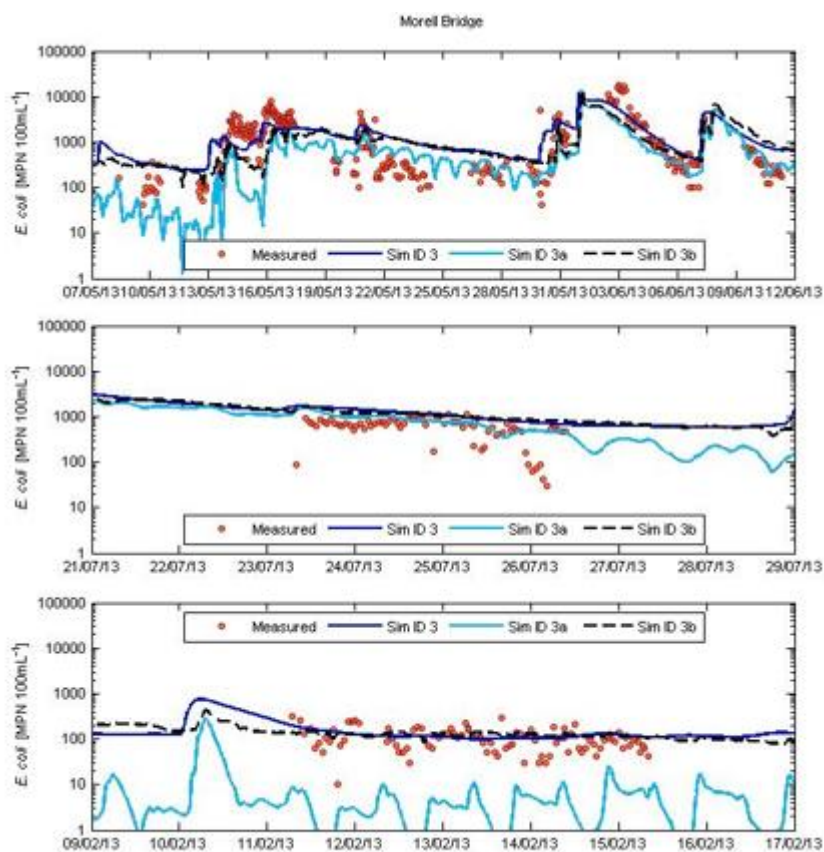 Morell Bridge
100000
10000
1000
100
10
1
E. coli [MPN 100mL⁻¹]
Measured Sim ID 3 Sim ID 3a Sim ID 3b
07/05/13 10/05/13 13/05/13 16/05/13 19/05/13 22/05/13 25/05/13 28/05/13 31/05/13 03/06/13 06/06/13 09/06/13 12/06/13
100000
10000
1000
100
10
1
E. coli [MPN 100mL⁻¹]
Measured Sim ID 3 Sim ID 3a Sim ID 3b
21/07/13 22/07/13 23/07/13 24/07/13 25/07/13 26/07/13 27/07/13 28/07/13 29/07/13
100000
10000
1000
100
10
1
E. coli [MPN 100mL⁻¹]
Measured Sim ID 3 Sim ID 3a Sim ID 3b
09/02/13 10/02/13 11/02/13 12/02/13 13/02/13 14/02/13 15/02/13 16/02/13 17/02/13